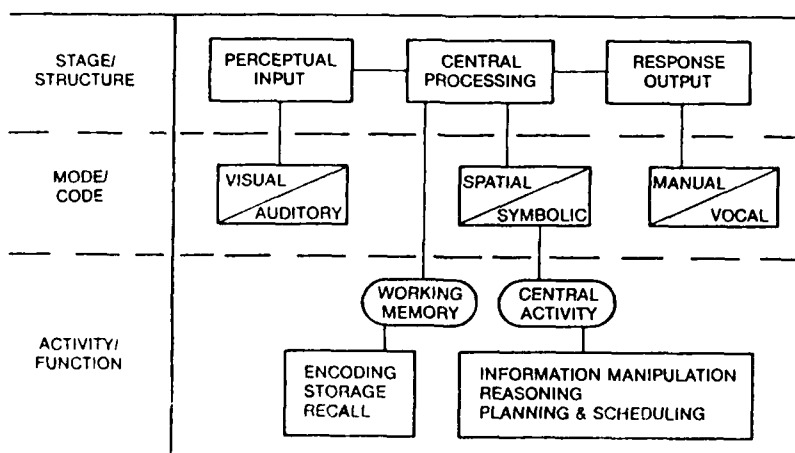 STAGE/
STRUCTURE
PERCEPTUAL
INPUT
CENTRAL
PROCESSING
RESPONSE
OUTPUT
MODE/
CODE
VISUAL
AUDITORY
SPATIAL
SYMBOLIC
MANUAL
VOCAL
ACTIVITY/
FUNCTION
WORKING
MEMORY
CENTRAL
ACTIVITY
ENCODING
STORAGE
RECALL
INFORMATION MANIPULATION
REASONING
PLANNING & SCHEDULING